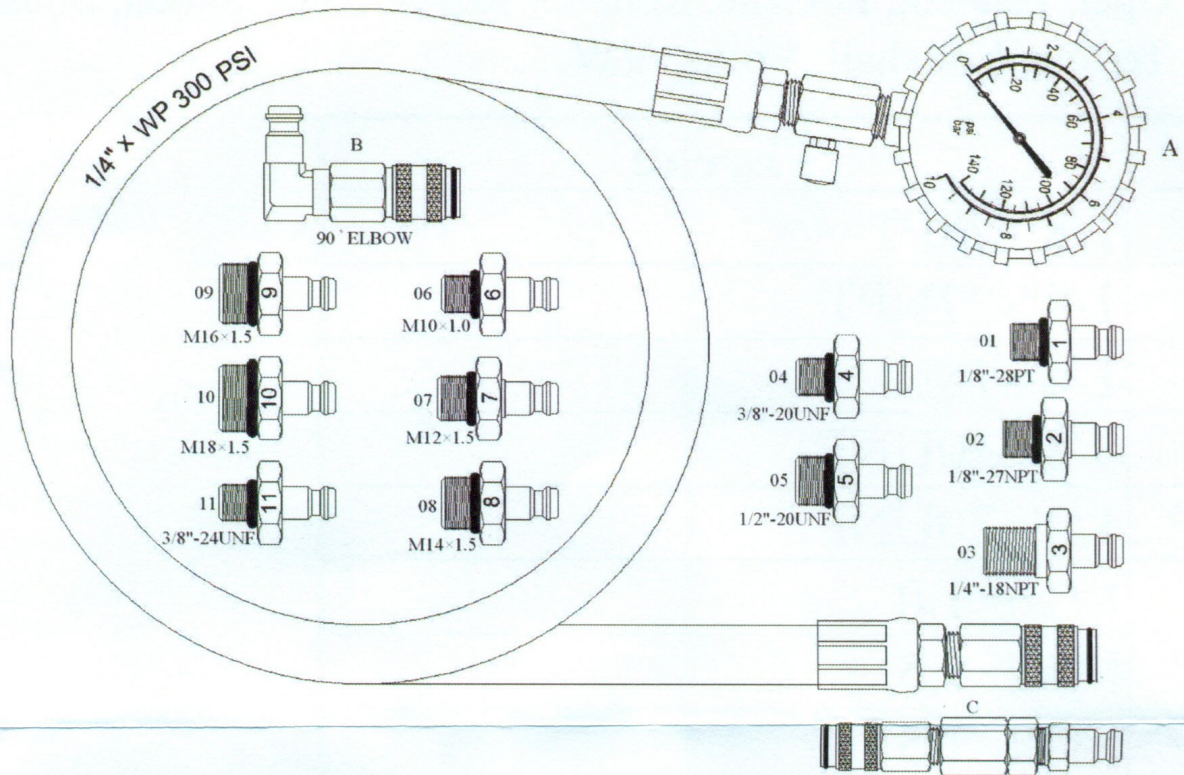 1/4" x WP 300 PSI
0
2
4
6
8
10
20
40
60
80
100
120
140
psi
bar
A
B
90° ELBOW
09
9
M16×1.5
06
6
M10×1.0
10
10
M18×1.5
07
7
M12×1.5
11
11
3/8"-24UNF
08
8
M14×1.5
04
4
3/8"-20UNF
05
5
1/2"-20UNF
01
1
1/8"-28PT
02
2
1/8"-27NPT
03
3
1/4"-18NPT
C